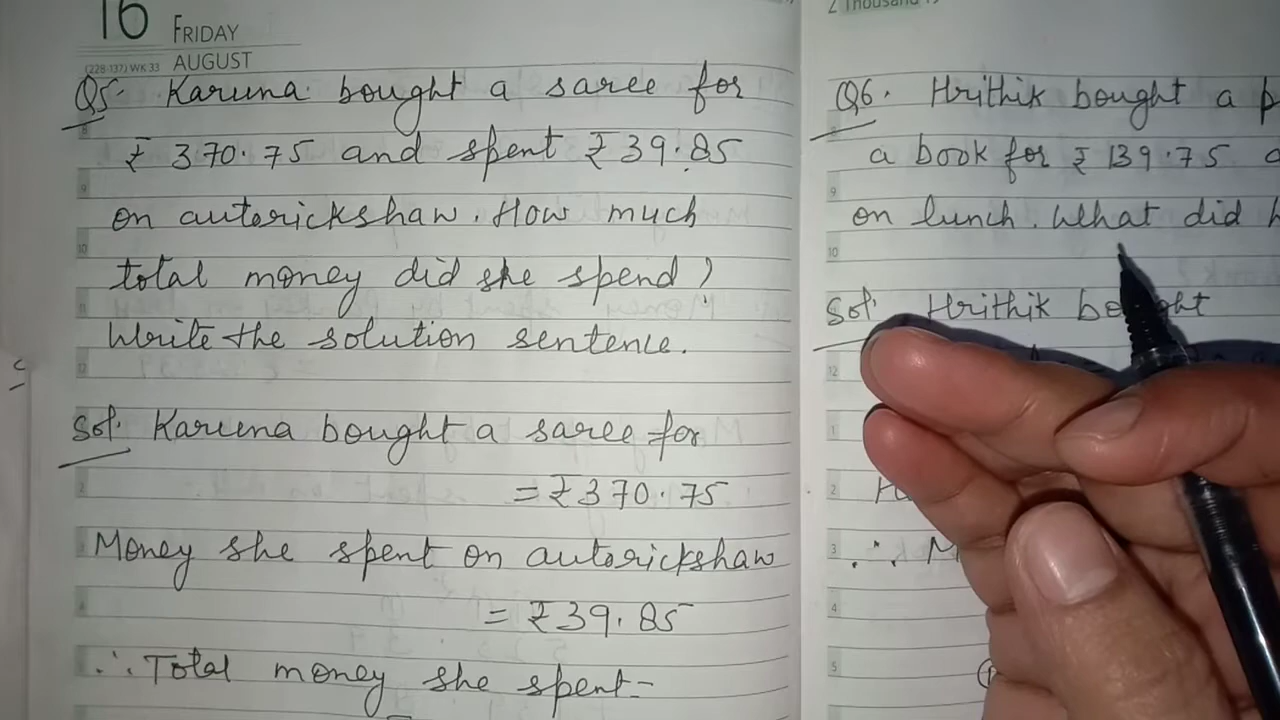 16 FRIDAY
AUGUST
(228-137) WK 33
Q5. Karuna bought a saree for
₹ 370.75 and spent ₹ 39.85
on autorickshaw. How much
total money did she spend?
Write the solution sentence.
Sol. Karuna bought a saree for
= ₹ 370.75
Money she spent on autorickshaw
= ₹ 39.85
∴ Total money she spent =
Thousand
Q6. Hrithik bought a
a book for ₹ 139.75
on lunch. What did
Sol. Hrithik bought